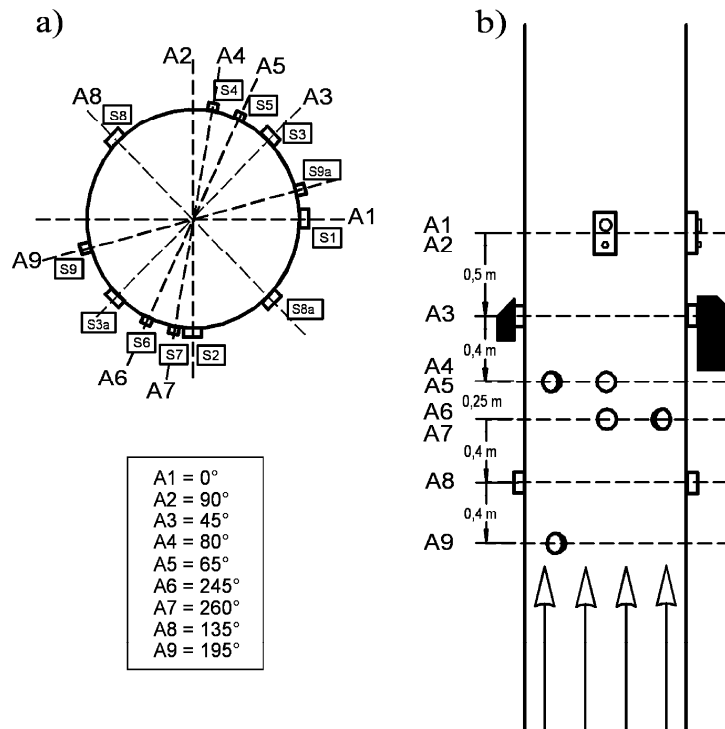 a)
A2
A4
A5
A8
A3
S8
S4
S5
S3
S9a
A1
S1
A9
S9
S3a
S8a
S6
S7
S2
A6
A7
A1 = 0°
A2 = 90°
A3 = 45°
A4 = 80°
A5 = 65°
A6 = 245°
A7 = 260°
A8 = 135°
A9 = 195°
b)
A1
A2
0,5 m
A3
0,4 m
A4
A5
0,25 m
A6
A7
0,4 m
A8
0,4 m
A9